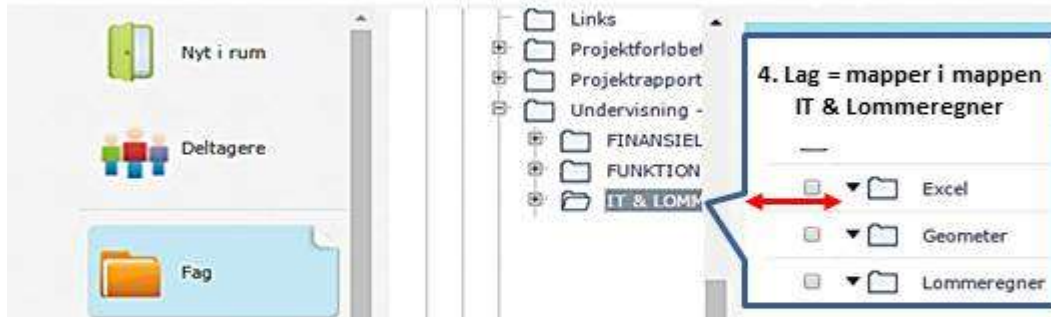 Nyt i rum
Deltagere
Fag
Links
Projektforløbet
Projektrapport
Undervisning -
FINANSIEL
FUNKTION
IT & LOMM
4. Lag = mapper i mappen
IT & Lommeregner
Excel
Geometer
Lommeregner